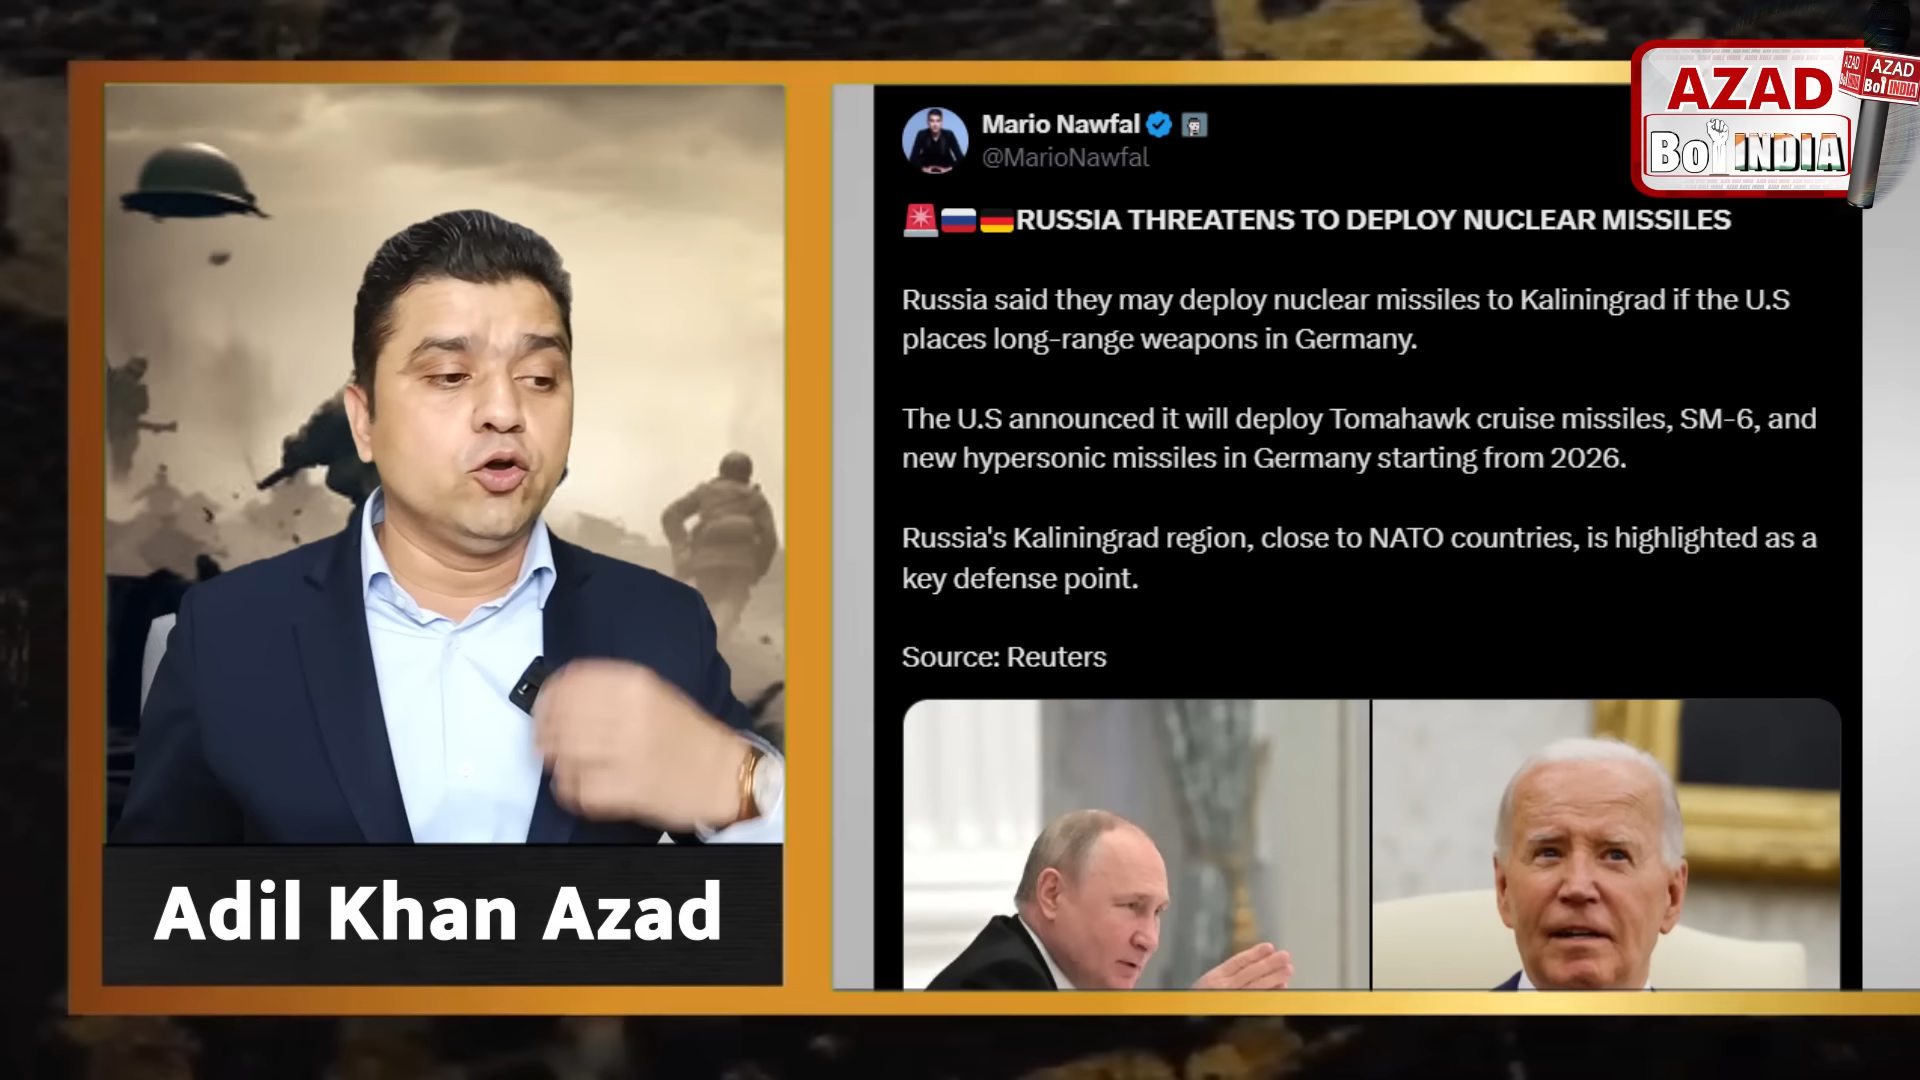 AZAD
Bol INDIA
AZAD
AZAD
Bol INDIA
Mario Nawfal
@MarioNawfal
RUSSIA THREATENS TO DEPLOY NUCLEAR MISSILES
Russia said they may deploy nuclear missiles to Kaliningrad if the U.S
places long-range weapons in Germany.
The U.S announced it will deploy Tomahawk cruise missiles, SM-6, and
new hypersonic missiles in Germany starting from 2026.
Russia's Kaliningrad region, close to NATO countries, is highlighted as a
key defense point.
Source: Reuters
Adil Khan Azad